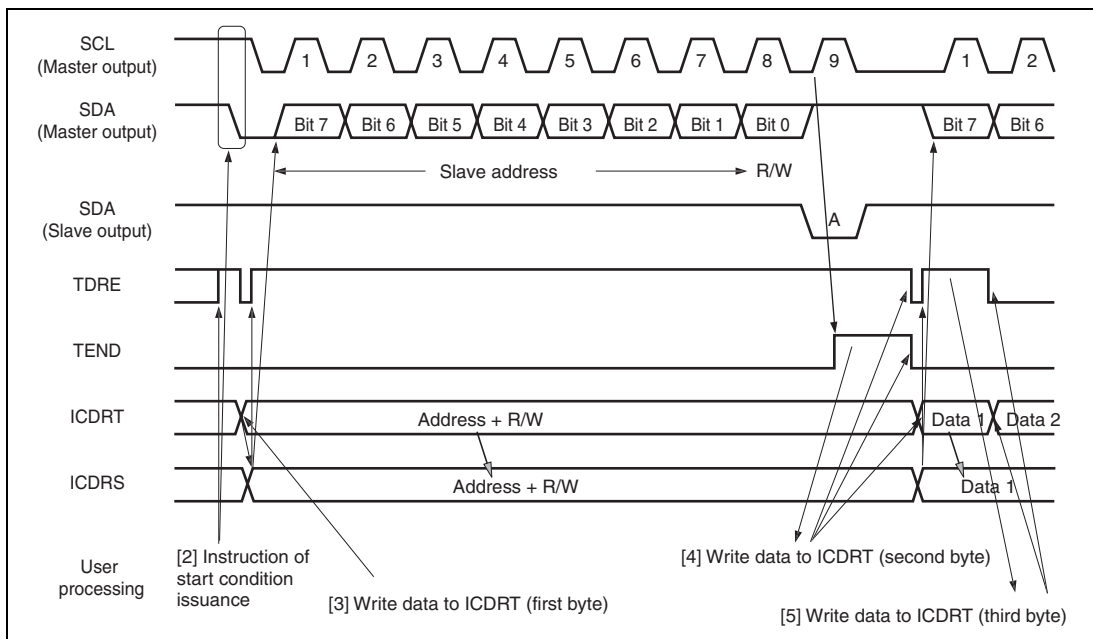 SCL
(Master output)
1 2 3 4 5 6 7 8 9 1 2
SDA
(Master output)
Bit 7 Bit 6 Bit 5 Bit 4 Bit 3 Bit 2 Bit 1 Bit 0 Bit 7 Bit 6
Slave address R/W
SDA
(Slave output)
A
TDRE
TEND
ICDRT
Address + R/W Data 1 Data 2
ICDRS
Address + R/W Data 1
User
processing
[2] Instruction of
start condition
issuance
[3] Write data to ICDRT (first byte)
[4] Write data to ICDRT (second byte)
[5] Write data to ICDRT (third byte)